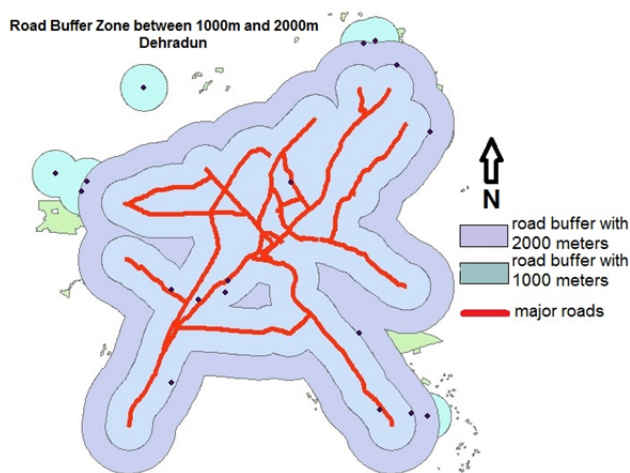 Road Buffer Zone between 1000m and 2000m
Dehradun
N
road buffer with
2000 meters
road buffer with
1000 meters
major roads